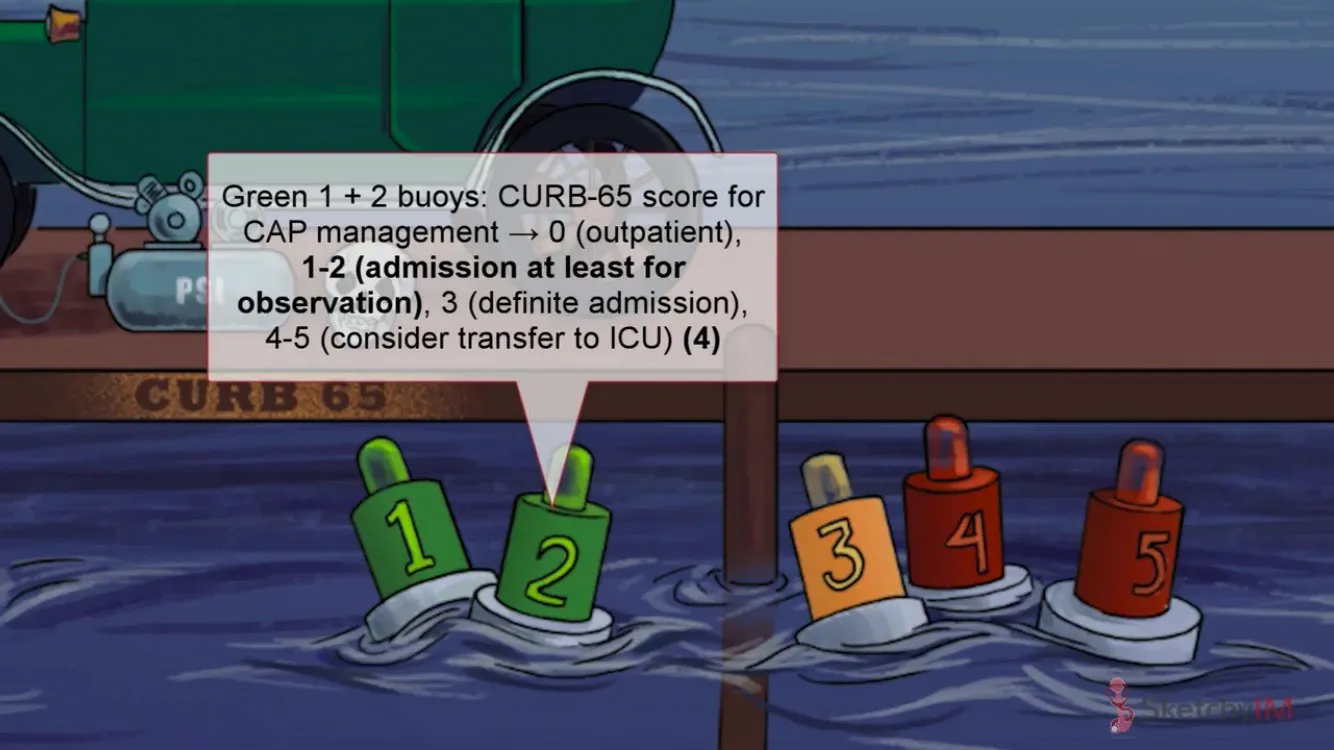 Green 1 + 2 buoys: CURB-65 score for
CAP management → 0 (outpatient),
1-2 (admission at least for
observation), 3 (definite admission),
4-5 (consider transfer to ICU) (4)
PSI
CURB 65
1
2
3
4
5
SketchyIM